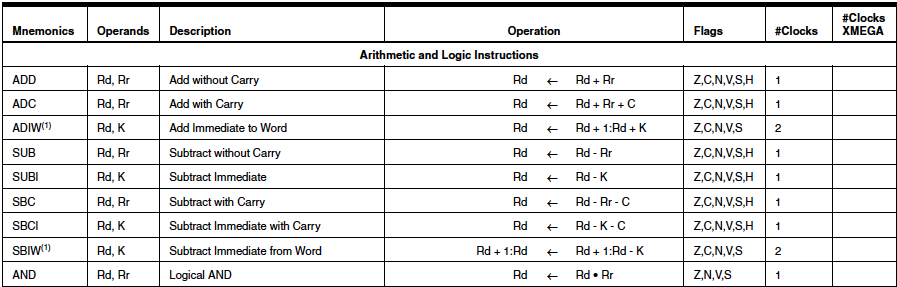 Mnemonics Operands Description Operation Flags #Clocks #Clocks XMEGA
Arithmetic and Logic Instructions
ADD Rd, Rr Add without Carry Rd ← Rd + Rr Z,C,N,V,S,H 1
ADC Rd, Rr Add with Carry Rd ← Rd + Rr + C Z,C,N,V,S,H 1
ADIW(1) Rd, K Add Immediate to Word Rd ← Rd + 1:Rd + K Z,C,N,V,S 2
SUB Rd, Rr Subtract without Carry Rd ← Rd - Rr Z,C,N,V,S,H 1
SUBI Rd, K Subtract Immediate Rd ← Rd - K Z,C,N,V,S,H 1
SBC Rd, Rr Subtract with Carry Rd ← Rd - Rr - C Z,C,N,V,S,H 1
SBCI Rd, K Subtract Immediate with Carry Rd ← Rd - K - C Z,C,N,V,S,H 1
SBIW(1) Rd, K Subtract Immediate from Word Rd + 1:Rd ← Rd + 1:Rd - K Z,C,N,V,S 2
AND Rd, Rr Logical AND Rd ← Rd • Rr Z,N,V,S 1